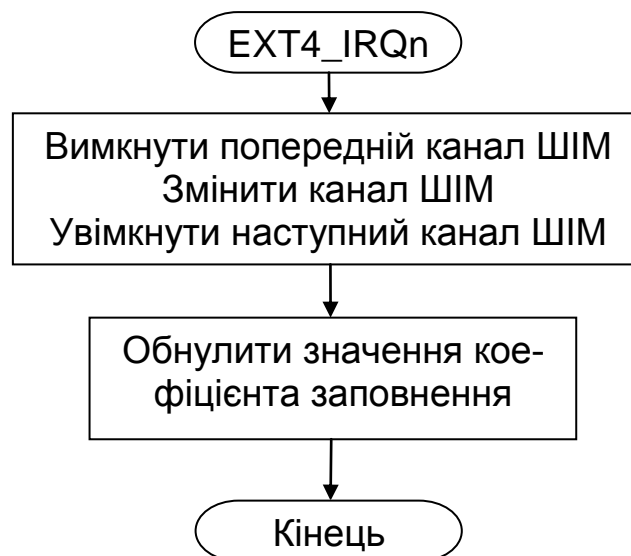 EXT4_IRQn
Вимкнути попередній канал ШІМ
Змінити канал ШІМ
Увімкнути наступний канал ШІМ
Обнулити значення кое-
фіцієнта заповнення
Кінець